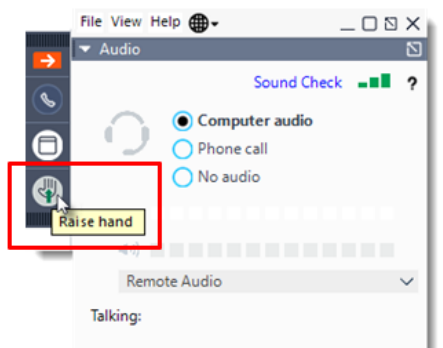 File View Help
Audio
Sound Check ?
Computer audio
Phone call
No audio
Raise hand
Remote Audio
Talking: